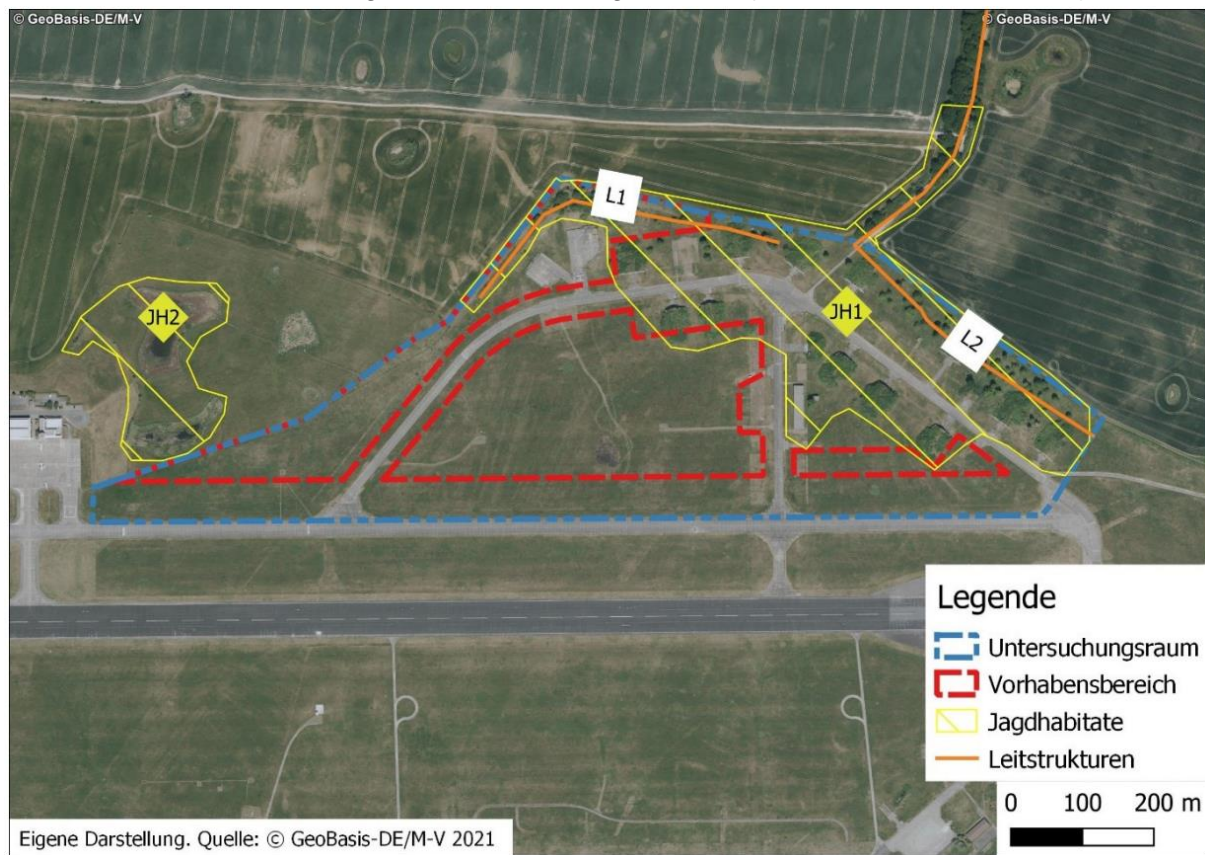 © GeoBasis-DE/M-V
© GeoBasis-DE/M-V
L1
JH2
JH1
L2
Legende
Untersuchungsraum
Vorhabensbereich
Jagdhabitate
Leitstrukturen
0 100 200 m
Eigene Darstellung. Quelle: © GeoBasis-DE/M-V 2021